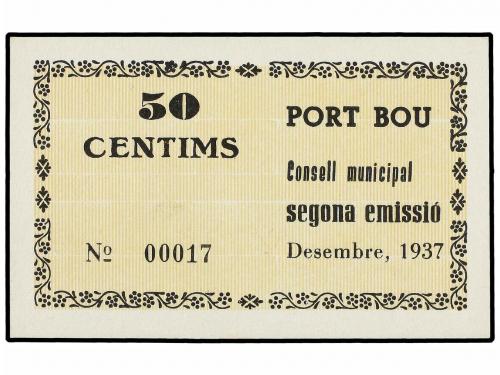 50
CENTIMS
Nº 00017
PORT BOU
Consell municipal
segona emissió
Desembre, 1937